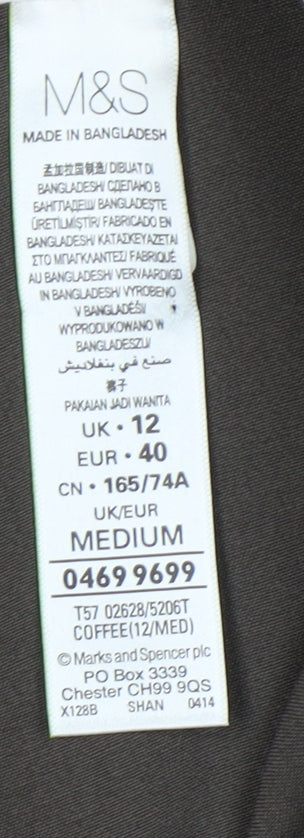 M&S
MADE IN BANGLADESH
孟加拉国制造/ DIBUAT DI
BANGLADESH/ СДЕЛАНО В
БАНГЛАДЕШ/ BANGLADEŞ'TE
ÜRETİLMİŞTİR/ FABRICADO EN
BANGLADESH/ ΚΑΤΑΣΚΕΥΑΖΕΤΑΙ
ΣΤΟ ΜΠΑΓΚΛΑΝΤΕΣ/ FABRIQUÉ
AU BANGLADESH/ VERVAARDIGD
IN BANGLADESH/ VYROBENO
V BANGLADÉŠI/
WYPRODUKOWANO W
BANGLADESZU/
صنع في بنغلاديش
裤子
PAKAIAN JADI WANITA
UK • 12
EUR • 40
CN • 165/74A
UK/EUR
MEDIUM
0469 9699
T57 02628/5206T
COFFEE(12/MED)
© Marks and Spencer plc
PO Box 3339
Chester CH99 9QS
X128B SHAN 0414